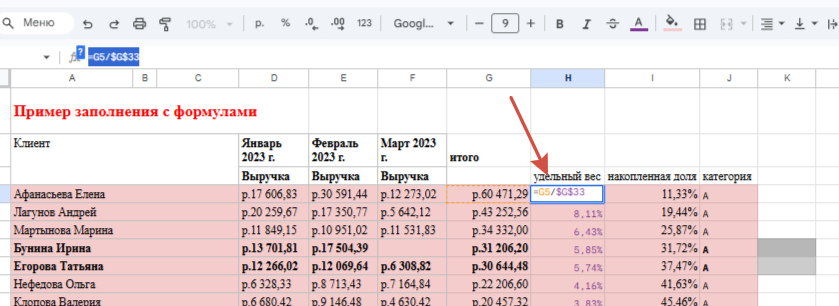 Меню 100% р. % .0 .00 123 Googl... − 9 + B I S A
fx ? =G5/$G$33
A B C D E F G H I J K
Пример заполнения с формулами
Клиент Январь 2023 г. Февраль 2023 г. Март 2023 г. итого
Выручка Выручка Выручка удельный вес накопленная доля категория
Афанасьева Елена р.17 606,83 р.30 591,44 р.12 273,02 р.60 471,29 =G5/$G$33 11,33% A
Лагунов Андрей р.20 259,67 р.17 350,77 р.5 642,12 р.43 252,56 8,11% 19,44% A
Мартынова Марина р.11 849,15 р.10 951,02 р.11 531,83 р.34 332,00 6,43% 25,87% A
Бунина Ирина р.13 701,81 р.17 504,39 р.31 206,20 5,85% 31,72% A
Егорова Татьяна р.12 266,02 р.12 069,64 р.6 308,82 р.30 644,48 5,74% 37,47% A
Нефедова Ольга р.6 328,33 р.8 713,43 р.7 164,84 р.22 206,60 4,16% 41,63% A
Клопова Валерия р.6 680,42 р.9 146,48 р.4 630,42 р.20 457,32 3,83% 45,46% A